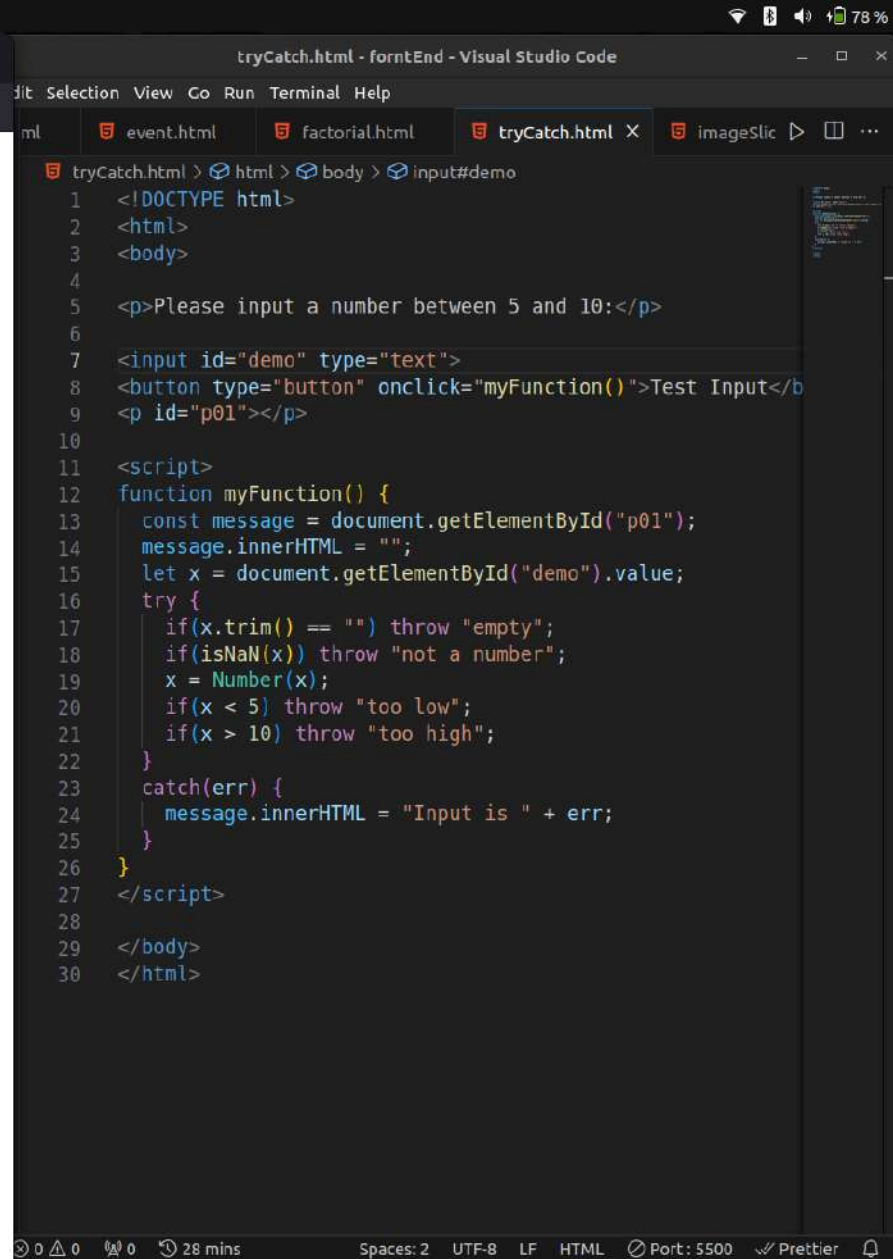 78 %
tryCatch.html - forntEnd - Visual Studio Code
dit Selection View Go Run Terminal Help
ml event.html factorial.html tryCatch.html imageSlic
tryCatch.html > html > body > input#demo
1 <!DOCTYPE html>
2 <html>
3 <body>
4
5 <p>Please input a number between 5 and 10:</p>
6
7 <input id="demo" type="text">
8 <button type="button" onclick="myFunction()">Test Input</b
9 <p id="p01"></p>
10
11 <script>
12 function myFunction() {
13 const message = document.getElementById("p01");
14 message.innerHTML = "";
15 let x = document.getElementById("demo").value;
16 try {
17 if(x.trim() == "") throw "empty";
18 if(isNaN(x)) throw "not a number";
19 x = Number(x);
20 if(x < 5) throw "too low";
21 if(x > 10) throw "too high";
22 }
23 catch(err) {
24 message.innerHTML = "Input is " + err;
25 }
26 }
27 </script>
28
29 </body>
30 </html>
0 0 0 28 mins Spaces: 2 UTF-8 LF HTML Port : 5500 Prettier